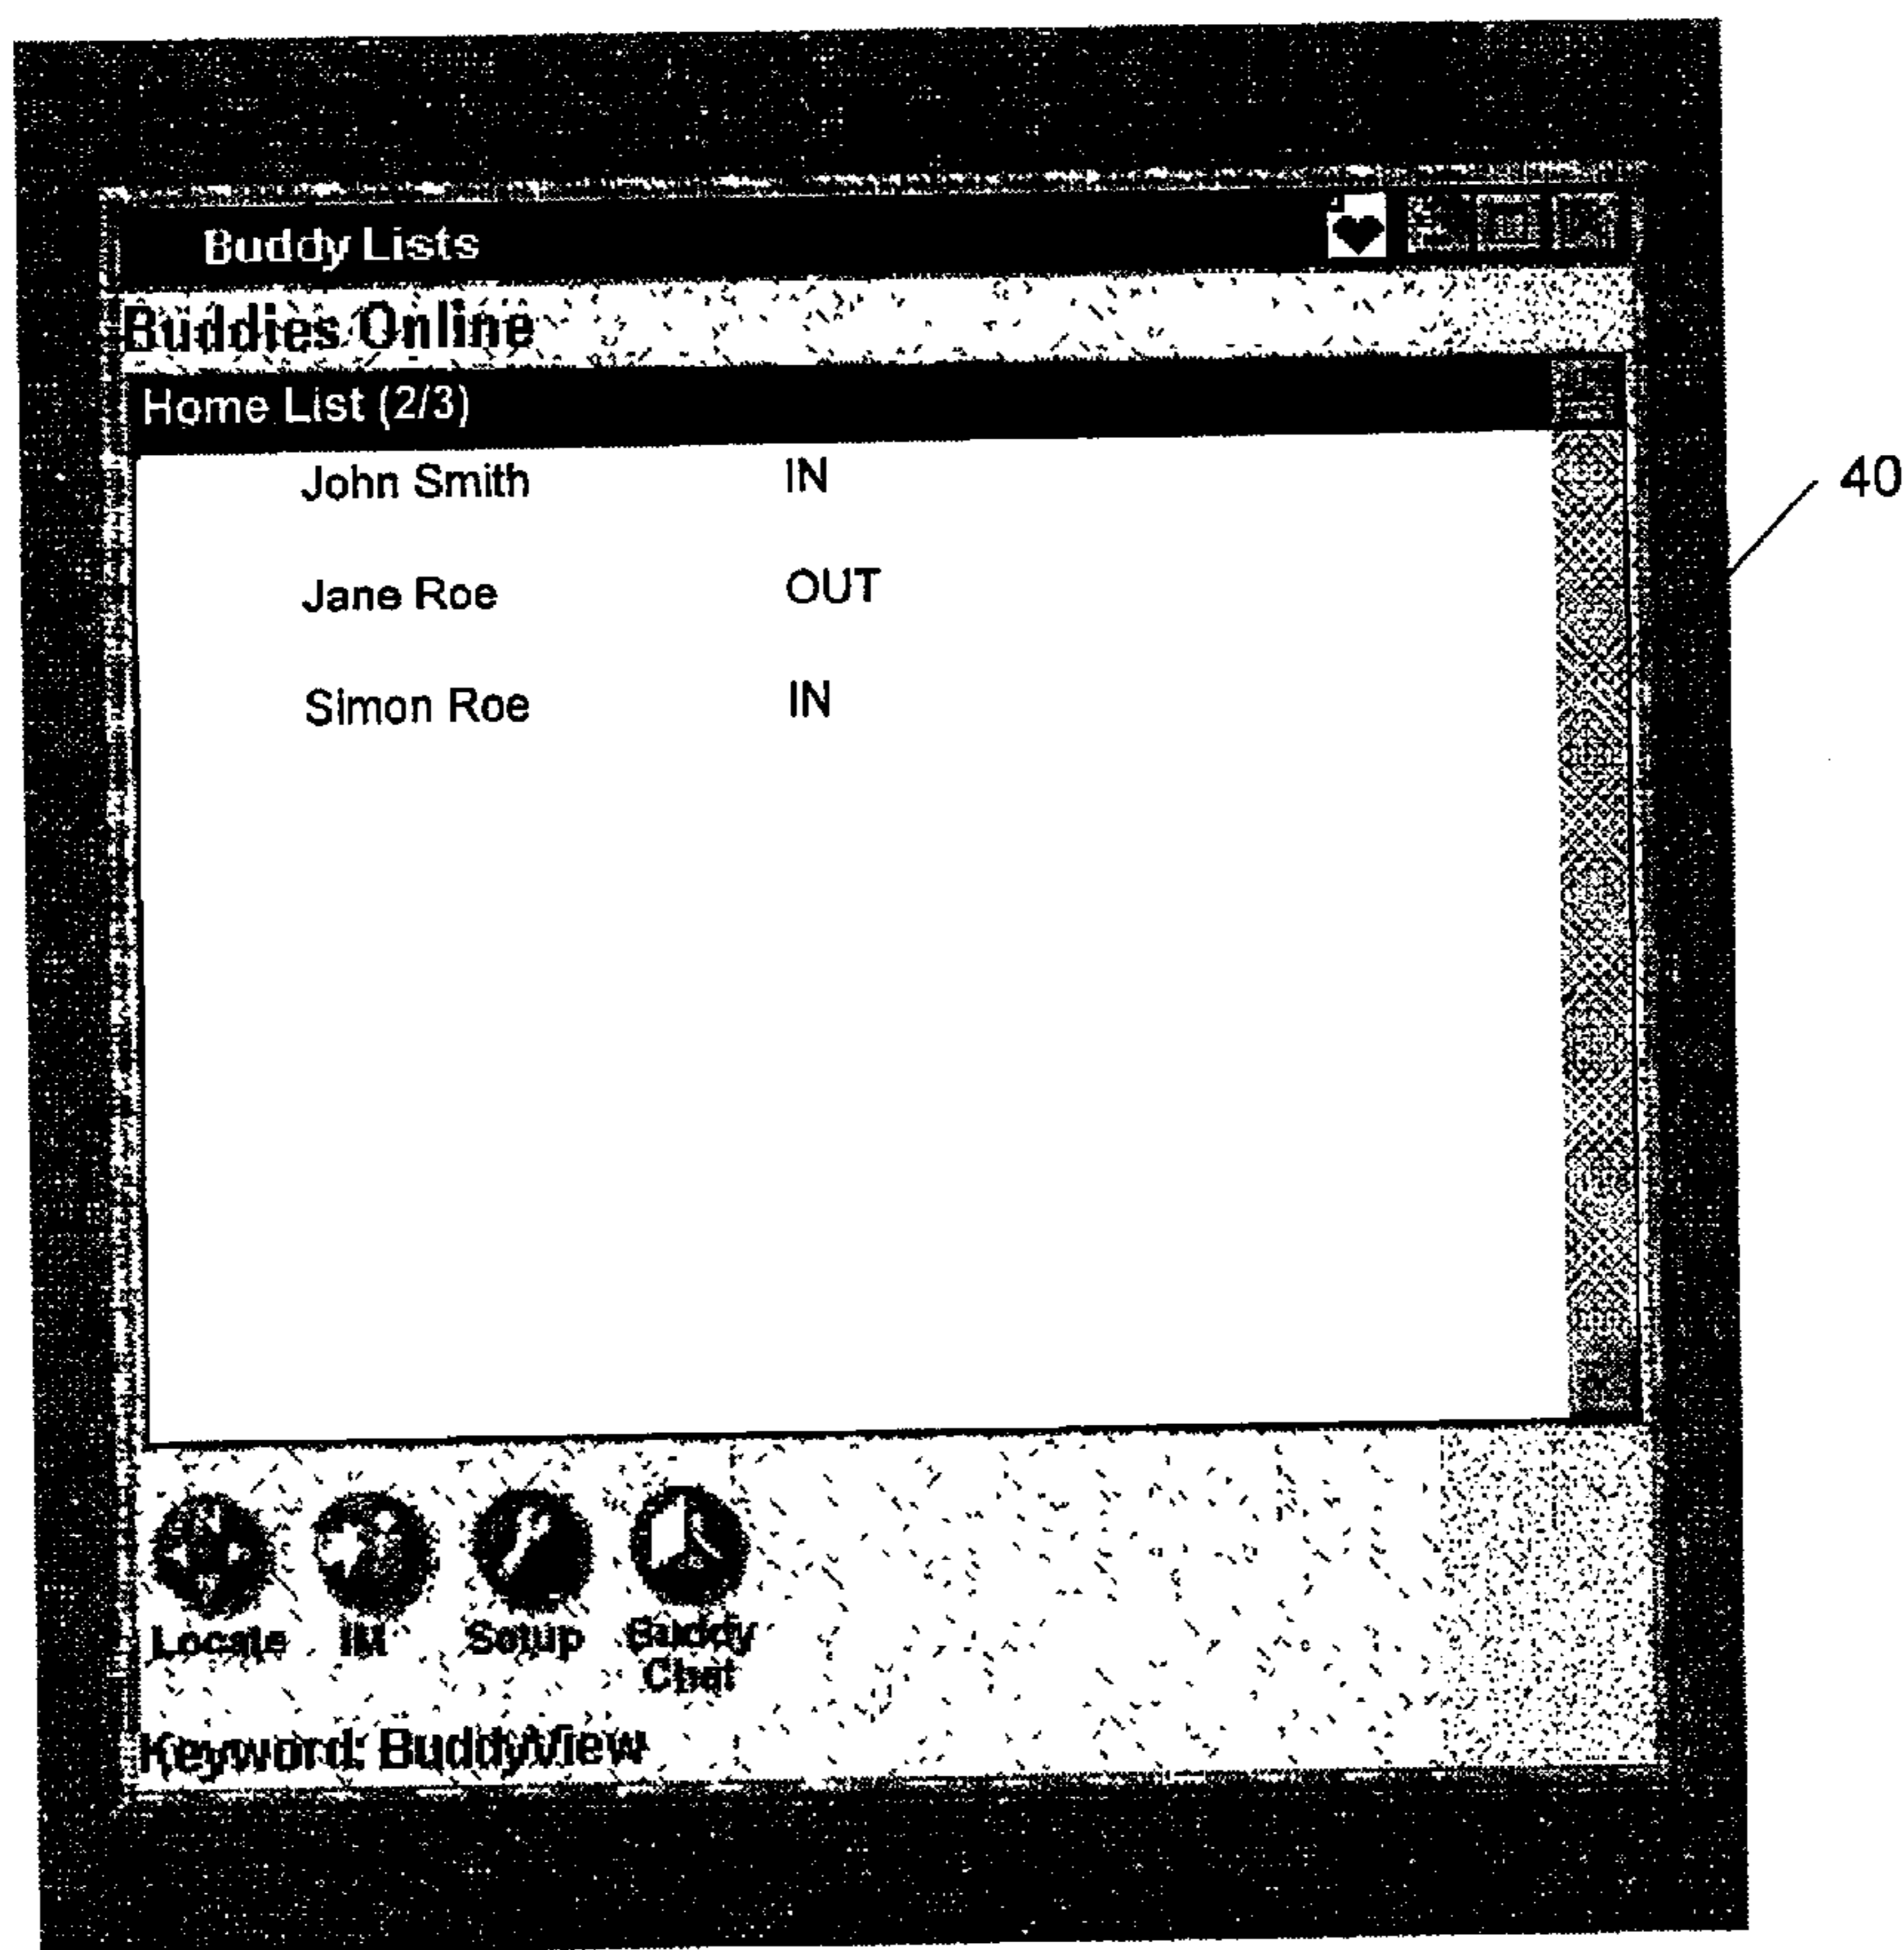 Buddy Lists
Buddies Online
Home List (2/3)
John Smith IN
40
Jane Roe OUT
Simon Roe IN
Locate IM Setup Buddy
Chat
Keyword: BuddyView